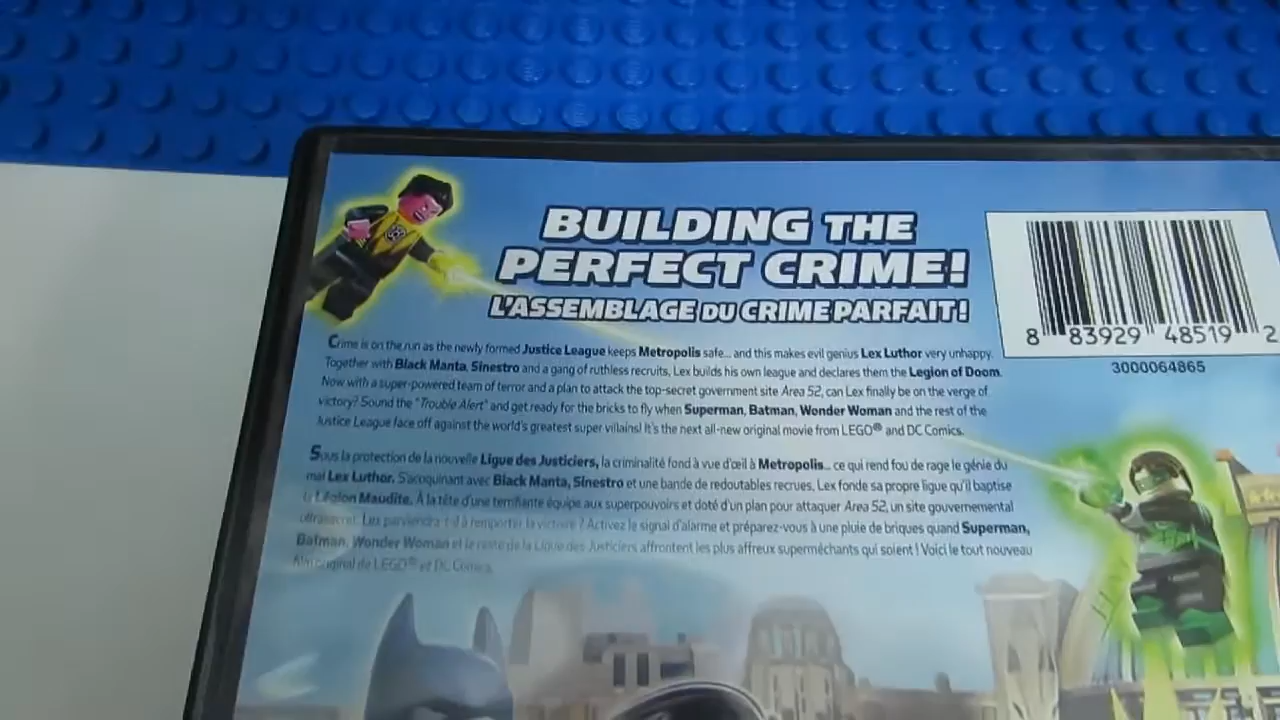 BUILDING THE
PERFECT CRIME!
L'ASSEMBLAGE DU CRIME PARFAIT!
8 83929 48519 2
3000064865
Crime is on the run as the newly formed Justice League keeps Metropolis safe... and this makes evil genius Lex Luthor very unhappy.
Together with Black Manta, Sinestro and a gang of ruthless recruits, Lex builds his own league and declares them the Legion of Doom.
Now with a super-powered team of terror and a plan to attack the top-secret government site Area 52, can Lex finally be on the verge of
victory? Sound the "Trouble Alert" and get ready for the bricks to fly when Superman, Batman, Wonder Woman and the rest of the
Justice League face off against the world's greatest super villains! It's the next all-new original movie from LEGO® and DC Comics.
Sous la protection de la nouvelle Ligue des Justiciers, la criminalité fond à vue d'œil à Metropolis... ce qui rend fou de rage le génie du
mal Lex Luthor. S'acoquinant avec Black Manta, Sinestro et une bande de redoutables recrues, Lex fonde sa propre ligue qu'il baptise
la Légion Maudite. À la tête d'une terrifiante équipe aux superpouvoirs et doté d'un plan pour attaquer Area 52, un site gouvernemental
ultrasecret, Lex parviendra-t-il à remporter la victoire ? Activez le signal d'alarme et préparez-vous à une pluie de briques quand Superman,
Batman, Wonder Woman et le reste de la Ligue des Justiciers affrontent les plus affreux superméchants qui soient ! Voici le tout nouveau
film original de LEGO® et DC Comics.